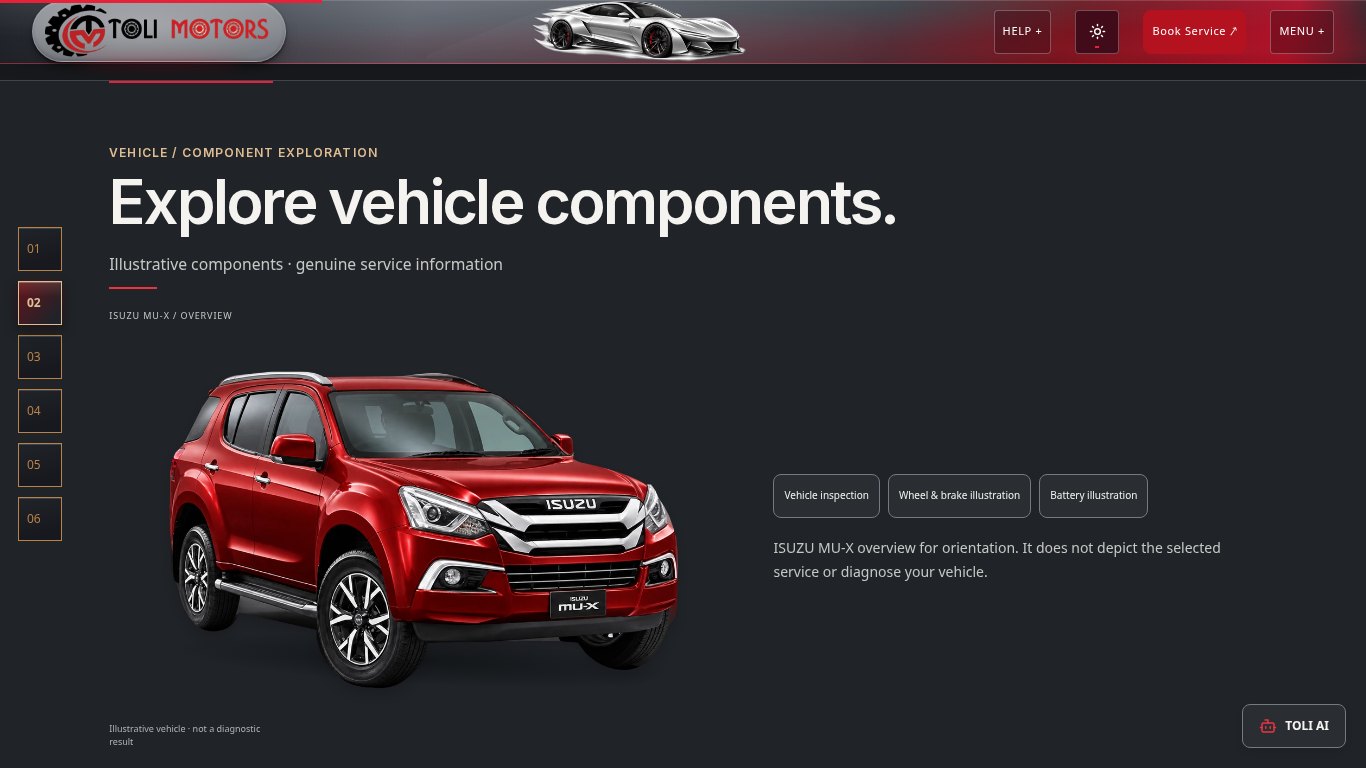 TOLI MOTORS
HELP +
Book Service ↗
MENU +
VEHICLE / COMPONENT EXPLORATION
Explore vehicle components.
Illustrative components · genuine service information
ISUZU MU-X / OVERVIEW
01
02
03
04
05
06
ISUZU
ISUZU
MU-X
Vehicle inspection
Wheel & brake illustration
Battery illustration
ISUZU MU-X overview for orientation. It does not depict the selected
service or diagnose your vehicle.
Illustrative vehicle · not a diagnostic
result
TOLI AI